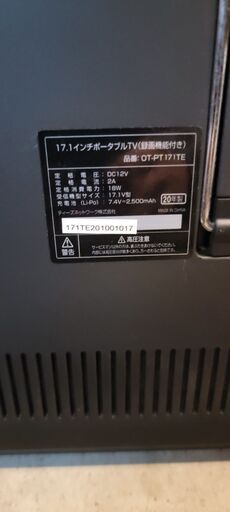 17.1インチポータブルTV(録画機能付き)
品番: OT-PT171TE
定格電圧: DC12V
定格電流: 2A
定格消費電力: 18W
受信機型サイズ: 17.1V型
充電池 (Li-Po): 7.4V⎓2,500mAh
20年製
ティーズネットワーク株式会社
MADE IN CHINA
171TE201001017
高圧注意
警告